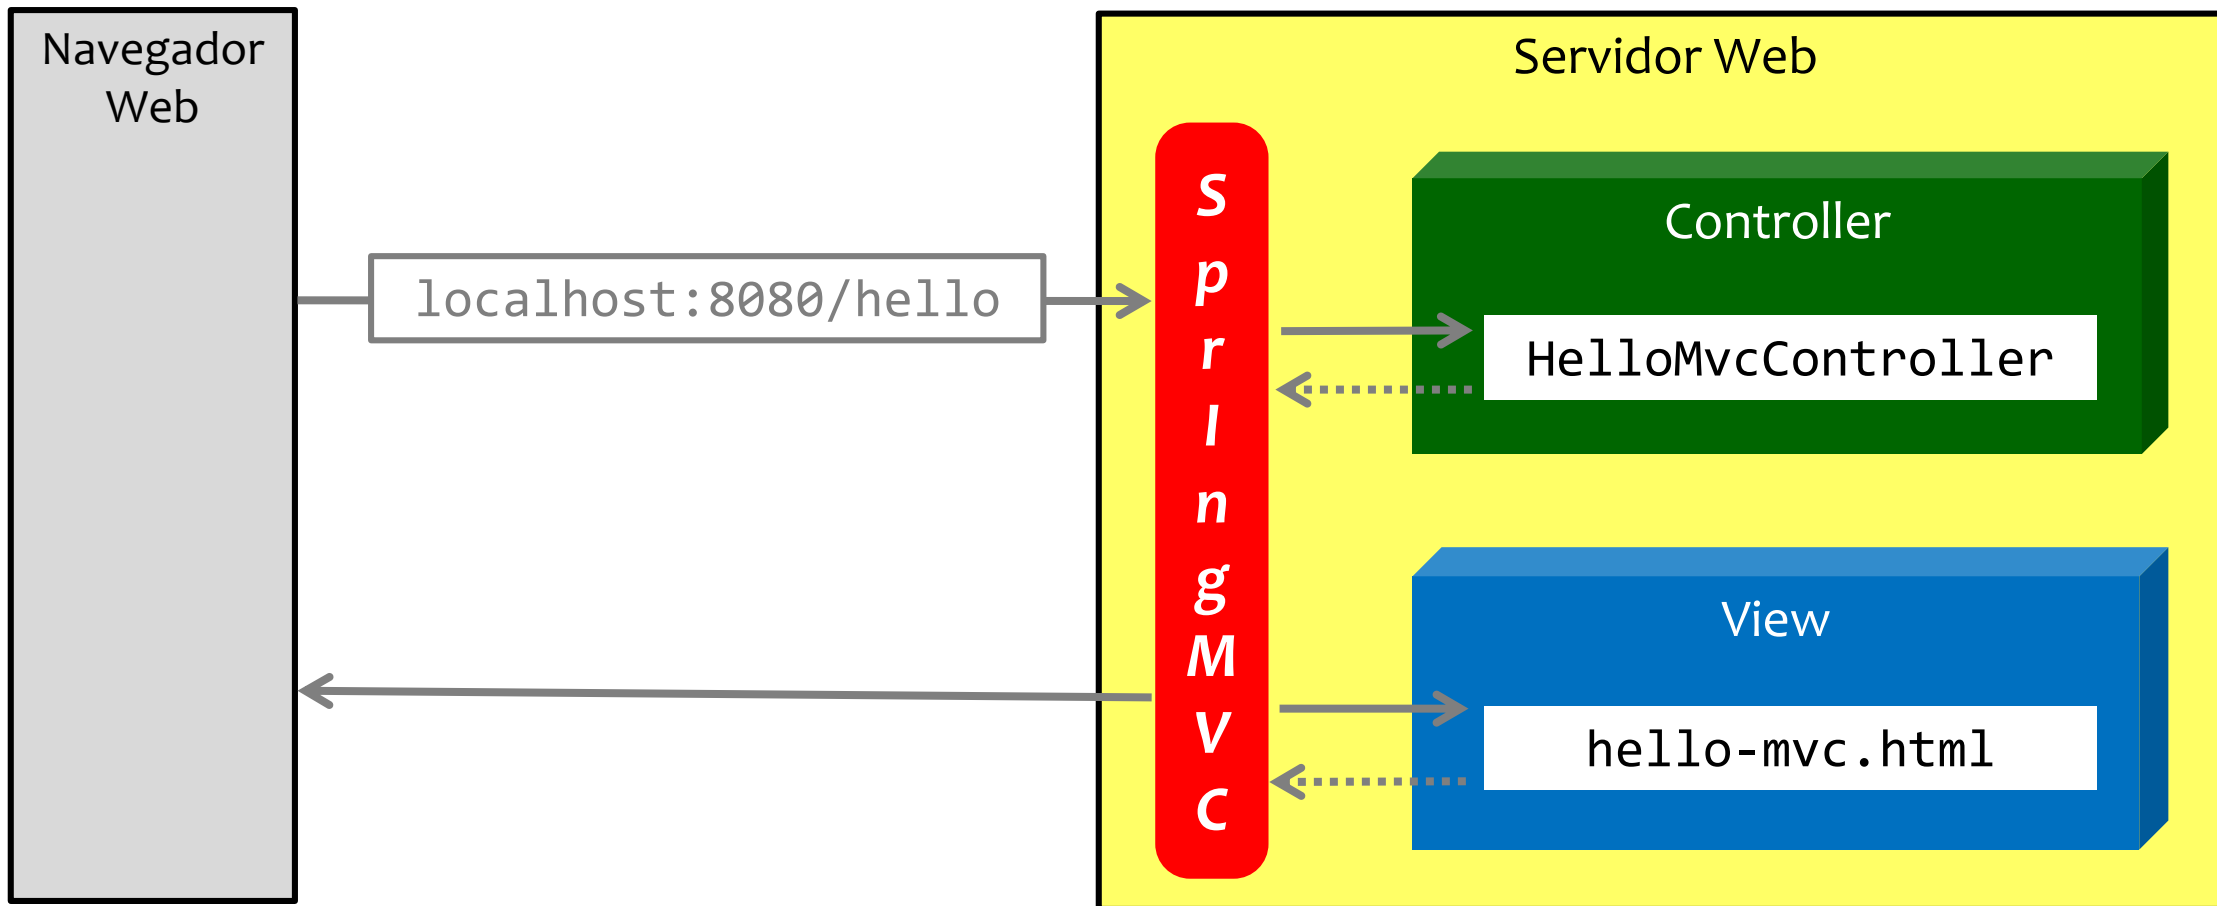 Navegador
Web
Servidor Web
localhost:8080/hello
S
p
r
I
n
g
M
V
C
Controller
HelloMvcController
View
hello-mvc.html